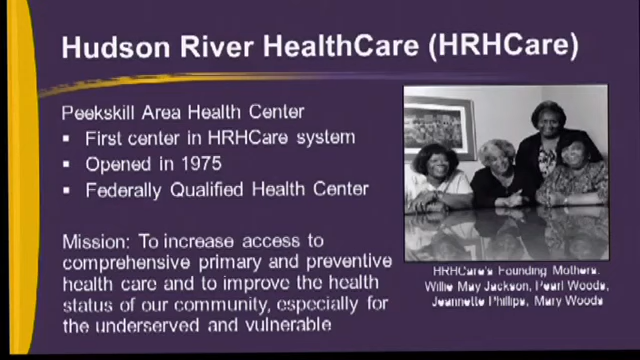 Hudson River HealthCare (HRHCare)
Peekskill Area Health Center
▪ First center in HRHCare system
▪ Opened in 1975
▪ Federally Qualified Health Center
Mission: To increase access to
comprehensive primary and preventive
health care and to improve the health
status of our community, especially for
the underserved and vulnerable
HRHCare's Founding Mothers:
Willie May Jackson, Pearl Woods,
Jeannette Phillips, Mary Woods